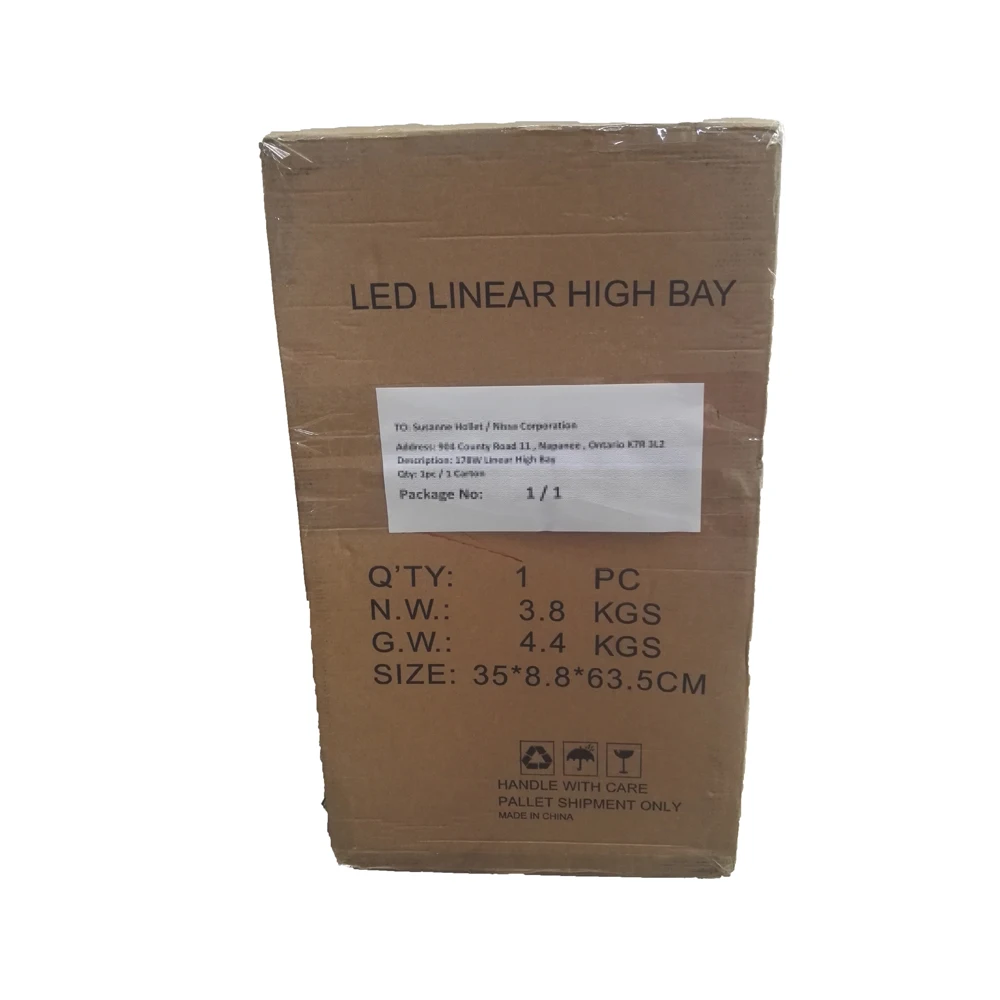 LED LINEAR HIGH BAY
TO: Susanne Hollet / Nisse Corporation
Address: 904 County Road 11 , Napanee , Ontario K7R 3L2
Description: 178W Linear High Bay
Qty: 1pc / 1 Carton
Package No: 1 / 1
Q'TY: 1 PC
N.W.: 3.8 KGS
G.W.: 4.4 KGS
SIZE: 35*8.8*63.5CM
HANDLE WITH CARE
PALLET SHIPMENT ONLY
MADE IN CHINA